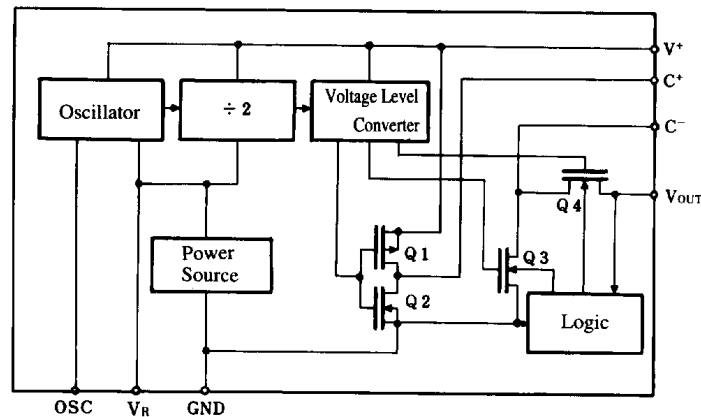 V+
C+
Oscillator
÷ 2
Voltage Level
Converter
C−
Q 4
VOUT
Power
Source
Q 1
Q 3
Q 2
Logic
OSC
VR
GND